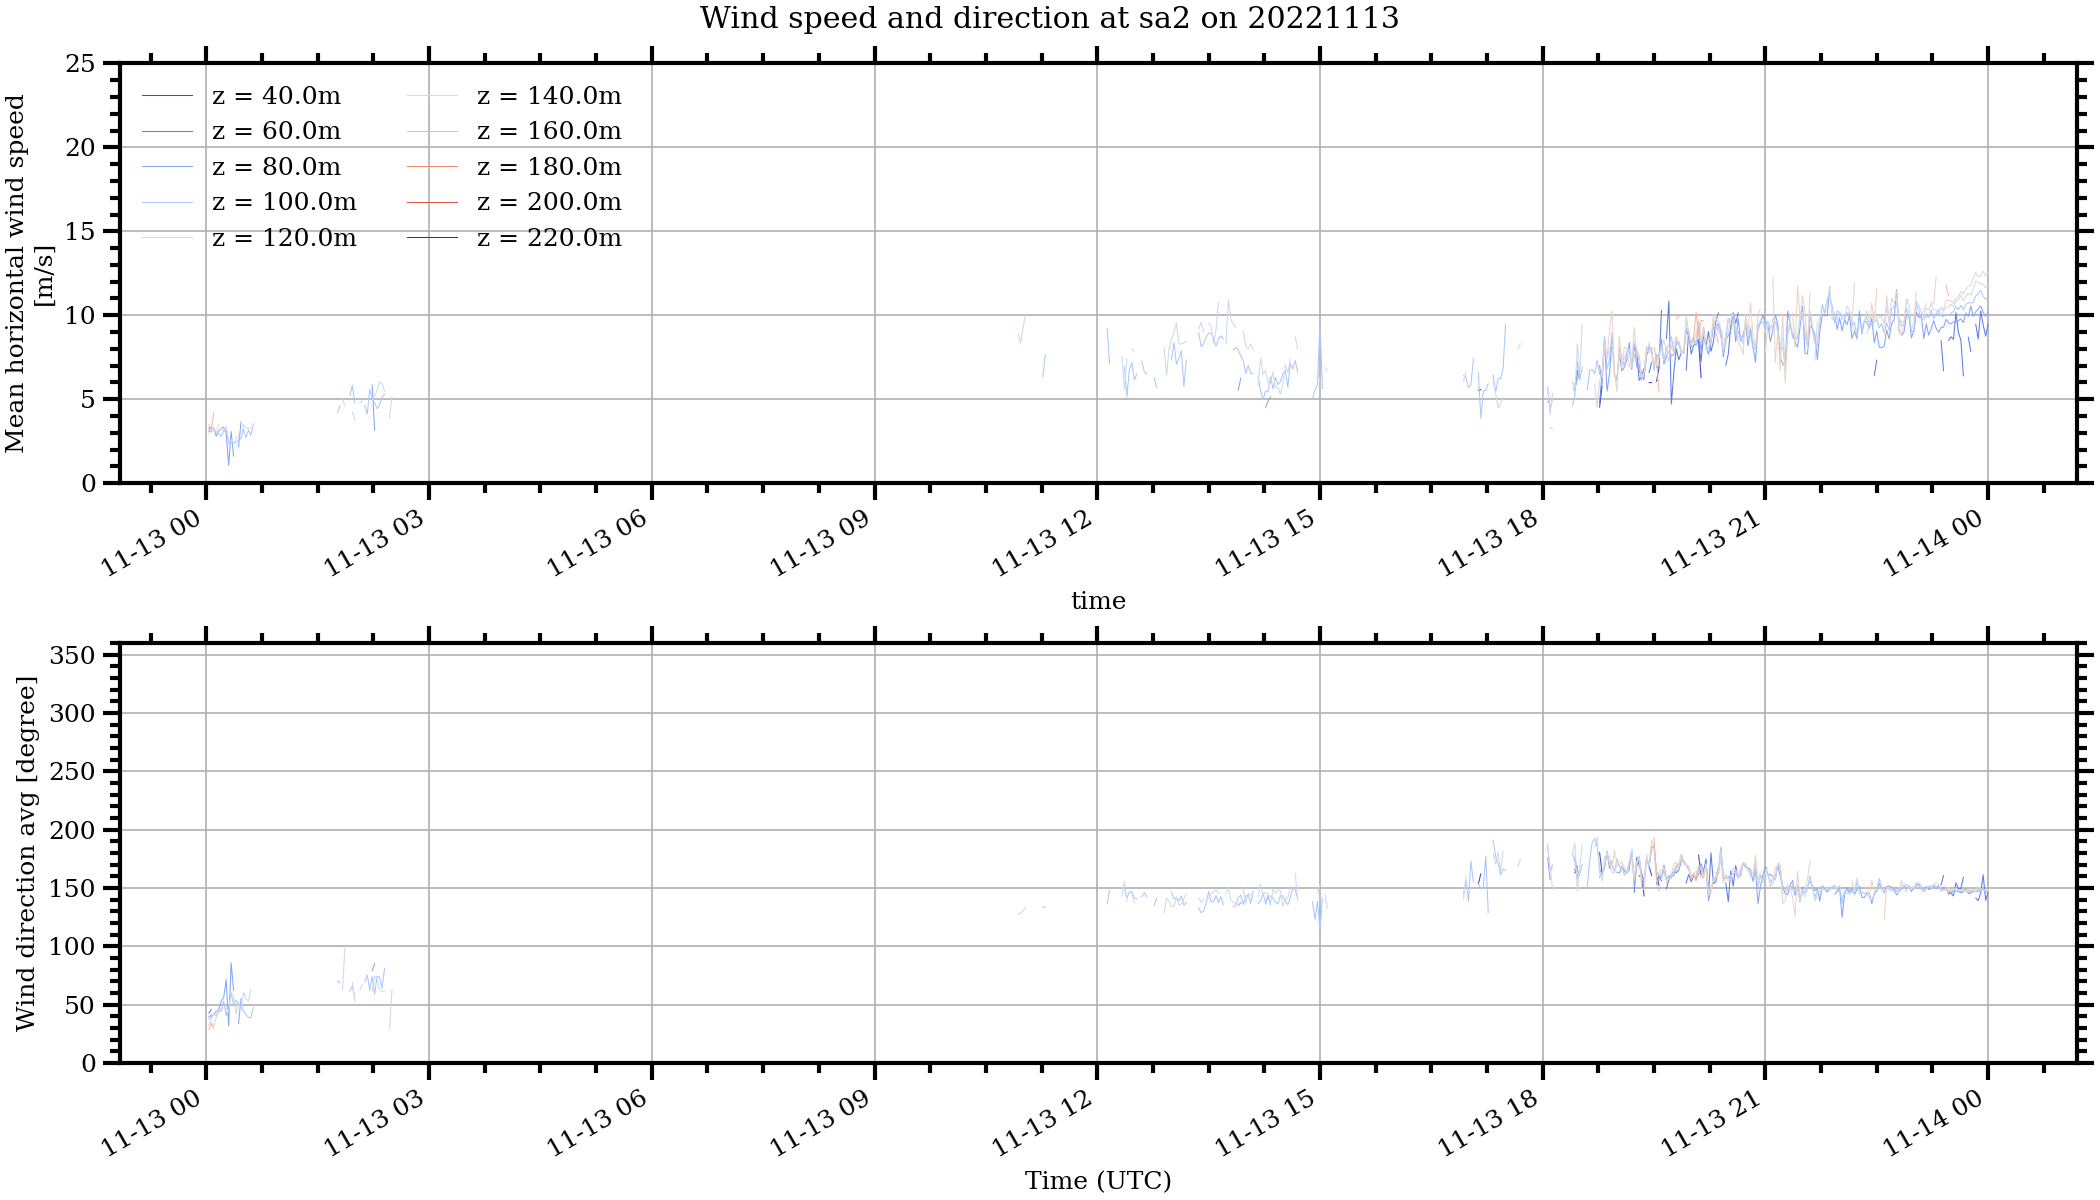 Wind speed and direction at sa2 on 20221113
Mean horizontal wind speed
[m/s]
25
20
15
10
5
0
z = 40.0m
z = 60.0m
z = 80.0m
z = 100.0m
z = 120.0m
z = 140.0m
z = 160.0m
z = 180.0m
z = 200.0m
z = 220.0m
11-13 00
11-13 03
11-13 06
11-13 09
11-13 12
11-13 15
11-13 18
11-13 21
11-14 00
time
Wind direction avg [degree]
350
300
250
200
150
100
50
0
11-13 00
11-13 03
11-13 06
11-13 09
11-13 12
11-13 15
11-13 18
11-13 21
11-14 00
Time (UTC)